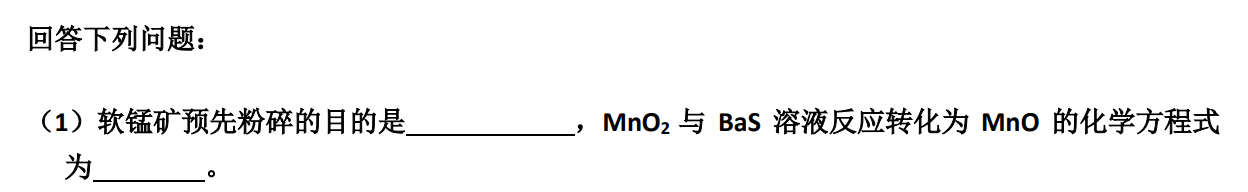 回答下列问题：
（1）软锰矿预先粉碎的目的是____________，MnO₂ 与 BaS 溶液反应转化为 MnO 的化学方程式
为________。